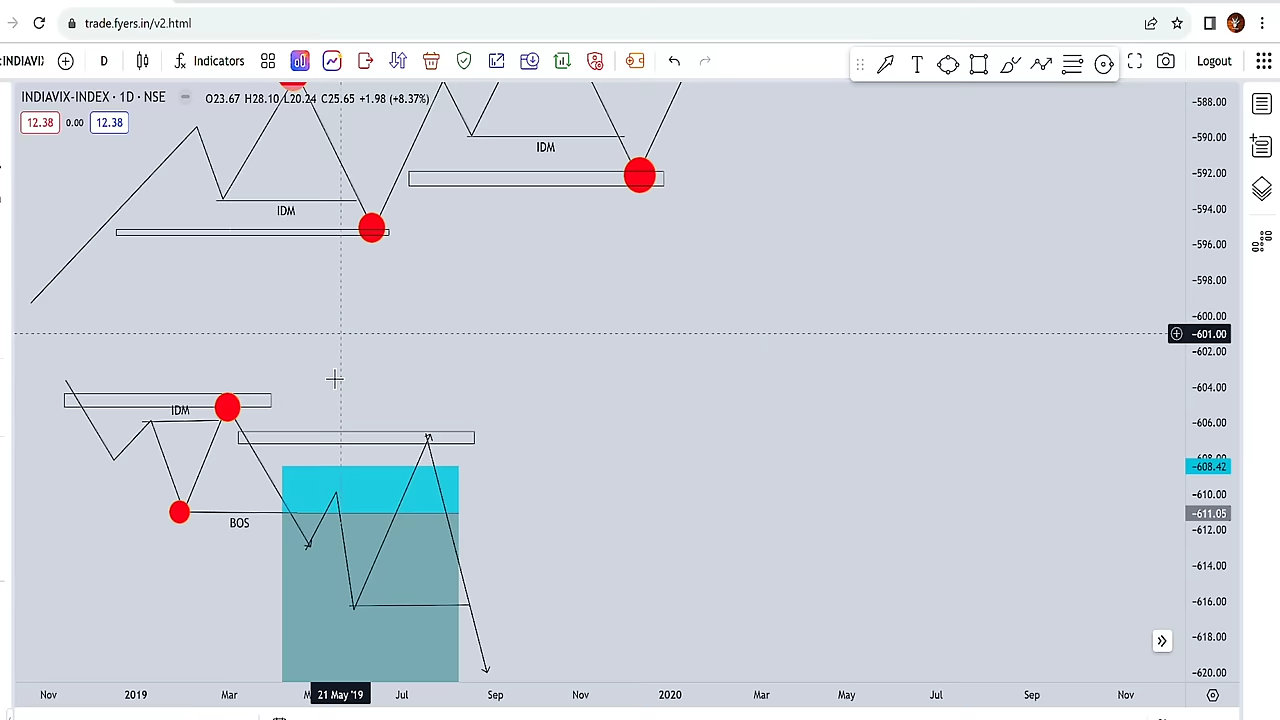 trade.fyers.in/v2.html
:INDIAVIX D Indicators Logout
INDIAVIX-INDEX · 1D · NSE O23.67 H28.10 L20.24 C25.65 +1.98 (+8.37%)
12.38 0.00 12.38
-588.00
-590.00
IDM
-592.00
-594.00
IDM
-596.00
-598.00
-600.00
-601.00
-602.00
-604.00
IDM
-606.00
-608.00
-608.42
-610.00
-611.05
BOS
-612.00
-614.00
-616.00
-618.00
-620.00
Nov 2019 Mar 21 May '19 Jul Sep Nov 2020 Mar May Jul Sep Nov